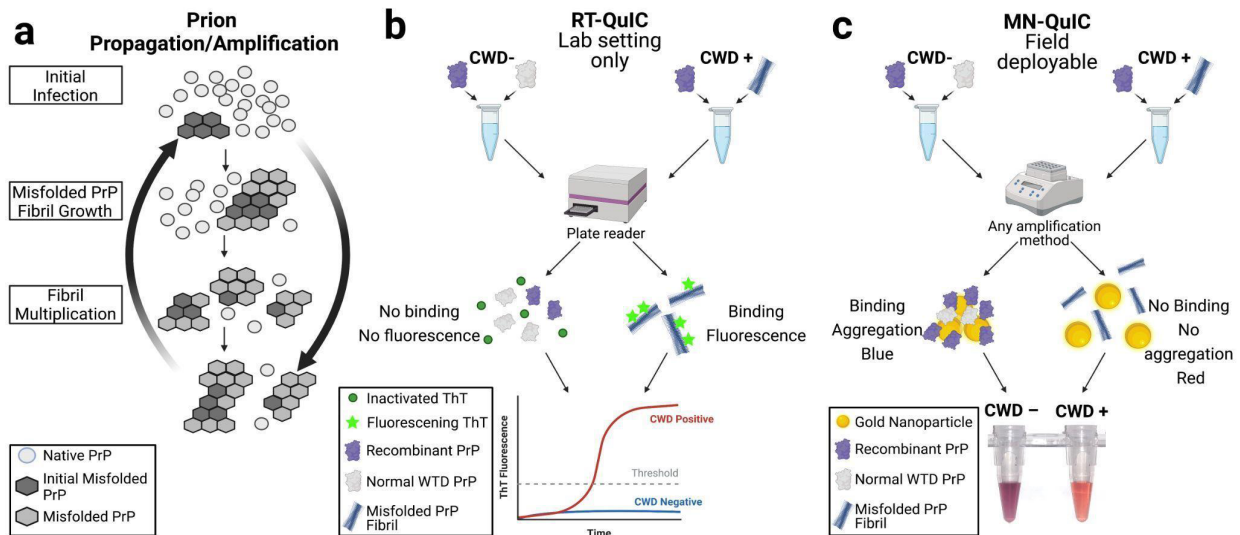 a
Prion
Propagation/Amplification
Initial
Infection
Misfolded PrP
Fibril Growth
Fibril
Multiplication
Native PrP
Initial Misfolded
PrP
Misfolded PrP
b
RT-QuIC
Lab setting
only
CWD-
CWD +
Plate reader
No binding
No fluorescence
Binding
Fluorescence
Inactivated ThT
Fluorescening ThT
Recombinant PrP
Normal WTD PrP
Misfolded PrP
Fibril
ThT Fluorescence
CWD Positive
Threshold
CWD Negative
Time
c
MN-QuIC
Field
deployable
CWD-
CWD +
Any amplification
method
Binding
Aggregation
Blue
No Binding
No
aggregation
Red
Gold Nanoparticle
Recombinant PrP
Normal WTD PrP
Misfolded PrP
Fibril
CWD –
CWD +